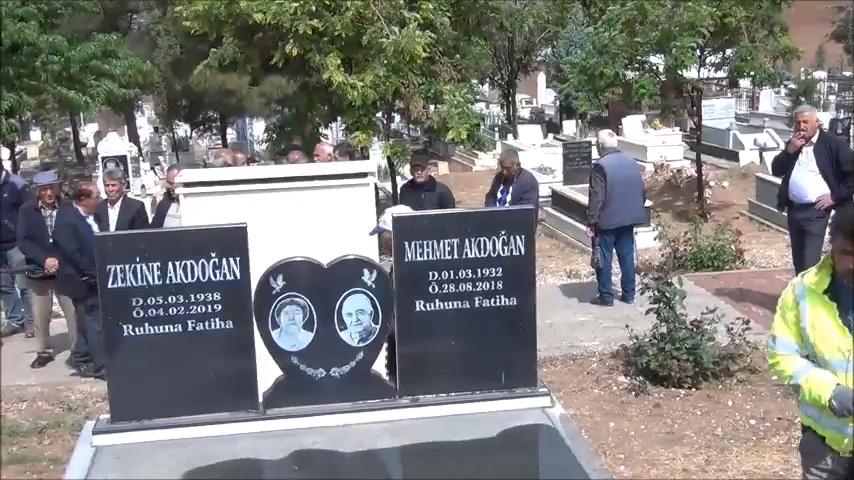 ZEKİNE AKDOĞAN
D.05.03.1938
Ö.04.02.2019
Ruhuna Fatiha
MEHMET AKDOĞAN
D.01.03.1932
Ö.28.08.2018
Ruhuna Fatiha